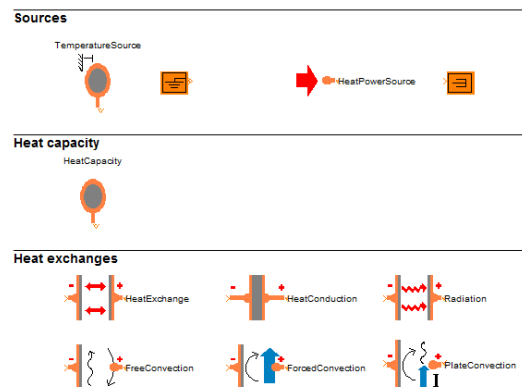 Sources
TemperatureSource
HeatPowerSource
Heat capacity
HeatCapacity
Heat exchanges
HeatExchange
HeatConduction
Radiation
FreeConvection
ForcedConvection
PlateConvection